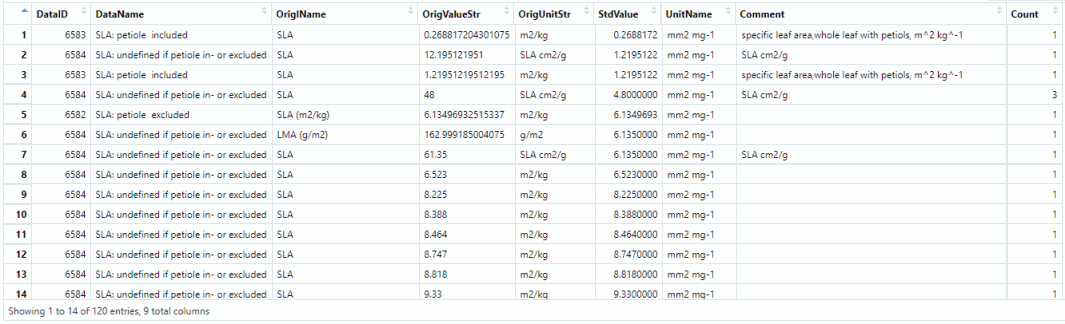 DataID DataName OriglName OrigValueStr OrigUnitStr StdValue UnitName Comment Count
1 6583 SLA: petiole included SLA 0.268817204301075 m2/kg 0.2688172 mm2 mg-1 specific leaf area,whole leaf with petiols, m^2 kg^-1 1
2 6584 SLA: undefined if petiole in- or excluded SLA 12.195121951 SLA cm2/g 1.2195122 mm2 mg-1 SLA cm2/g 1
3 6583 SLA: petiole included SLA 1.21951219512195 m2/kg 1.2195122 mm2 mg-1 specific leaf area,whole leaf with petiols, m^2 kg^-1 1
4 6584 SLA: undefined if petiole in- or excluded SLA 48 SLA cm2/g 4.8000000 mm2 mg-1 SLA cm2/g 3
5 6582 SLA: petiole excluded SLA (m2/kg) 6.13496932515337 m2/kg 6.1349693 mm2 mg-1 1
6 6584 SLA: undefined if petiole in- or excluded LMA (g/m2) 162.999185004075 g/m2 6.1350000 mm2 mg-1 1
7 6584 SLA: undefined if petiole in- or excluded SLA 61.35 SLA cm2/g 6.1350000 mm2 mg-1 SLA cm2/g 1
8 6584 SLA: undefined if petiole in- or excluded SLA 6.523 m2/kg 6.5230000 mm2 mg-1 1
9 6584 SLA: undefined if petiole in- or excluded SLA 8.225 m2/kg 8.2250000 mm2 mg-1 1
10 6584 SLA: undefined if petiole in- or excluded SLA 8.388 m2/kg 8.3880000 mm2 mg-1 1
11 6584 SLA: undefined if petiole in- or excluded SLA 8.464 m2/kg 8.4640000 mm2 mg-1 1
12 6584 SLA: undefined if petiole in- or excluded SLA 8.747 m2/kg 8.7470000 mm2 mg-1 1
13 6584 SLA: undefined if petiole in- or excluded SLA 8.818 m2/kg 8.8180000 mm2 mg-1 1
14 6584 SLA: undefined if petiole in- or excluded SLA 9.33 m2/kg 9.3300000 mm2 mg-1 1
Showing 1 to 14 of 120 entries, 9 total columns